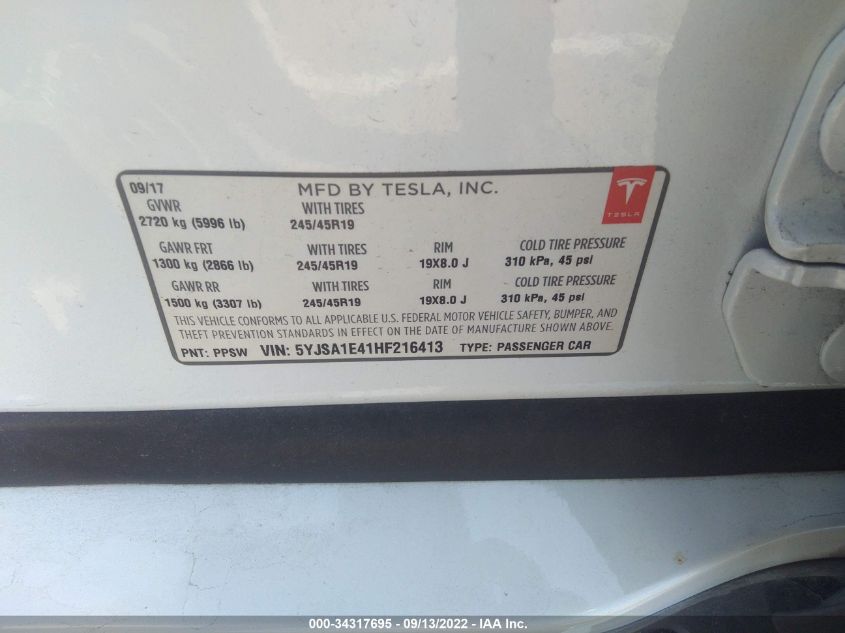 09/17 MFD BY TESLA, INC.
GVWR WITH TIRES
2720 kg (5996 lb) 245/45R19
TESLA
GAWR FRT WITH TIRES RIM COLD TIRE PRESSURE
1300 kg (2866 lb) 245/45R19 19X8.0 J 310 kPa, 45 psi
GAWR RR WITH TIRES RIM COLD TIRE PRESSURE
1500 kg (3307 lb) 245/45R19 19X8.0 J 310 kPa, 45 psi
THIS VEHICLE CONFORMS TO ALL APPLICABLE U.S. FEDERAL MOTOR VEHICLE SAFETY, BUMPER, AND
THEFT PREVENTION STANDARDS IN EFFECT ON THE DATE OF MANUFACTURE SHOWN ABOVE.
PNT: PPSW VIN: 5YJSA1E41HF216413 TYPE: PASSENGER CAR
000-34317695 - 09/13/2022 - IAA Inc.